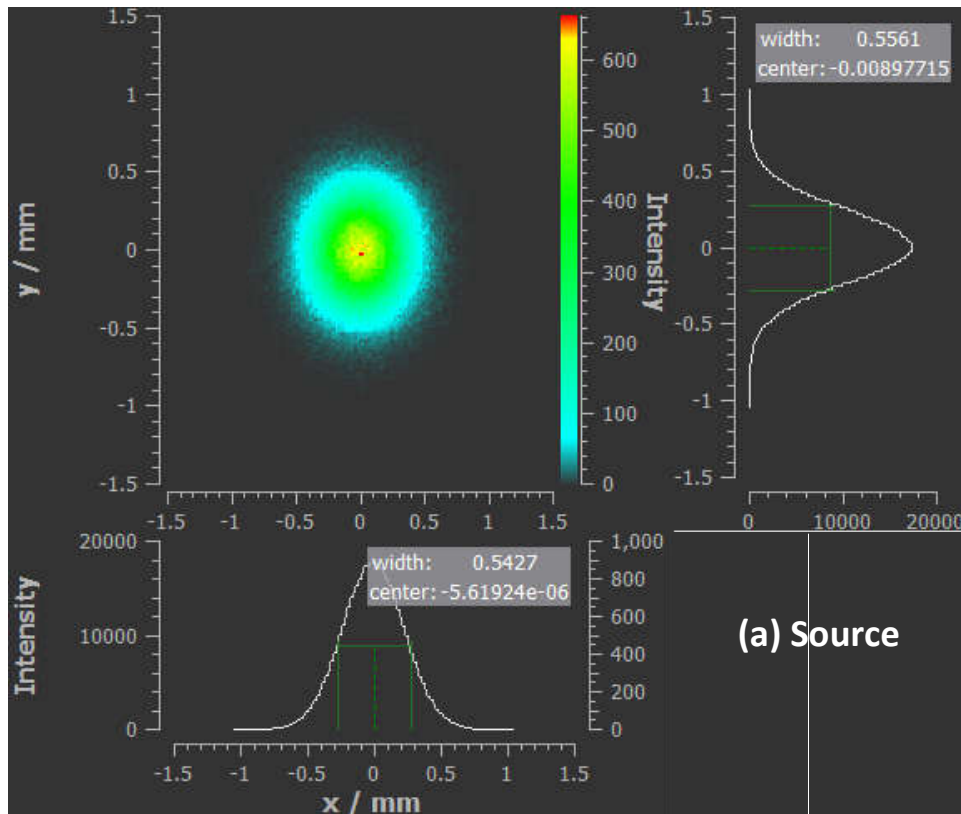 1.5
1
0.5
0
-0.5
-1
-1.5
y / mm
-1.5 -1 -0.5 0 0.5 1 1.5
600
500
400
300
200
100
0
Intensity
width: 0.5561
center:-0.00897715
1.5
1
0.5
0
-0.5
-1
-1.5
0 10000 20000
20000
10000
0
Intensity
width: 0.5427
center:-5.61924e-06
1,000
800
600
400
200
0
-1.5 -1 -0.5 0 0.5 1 1.5
x / mm
(a) Source